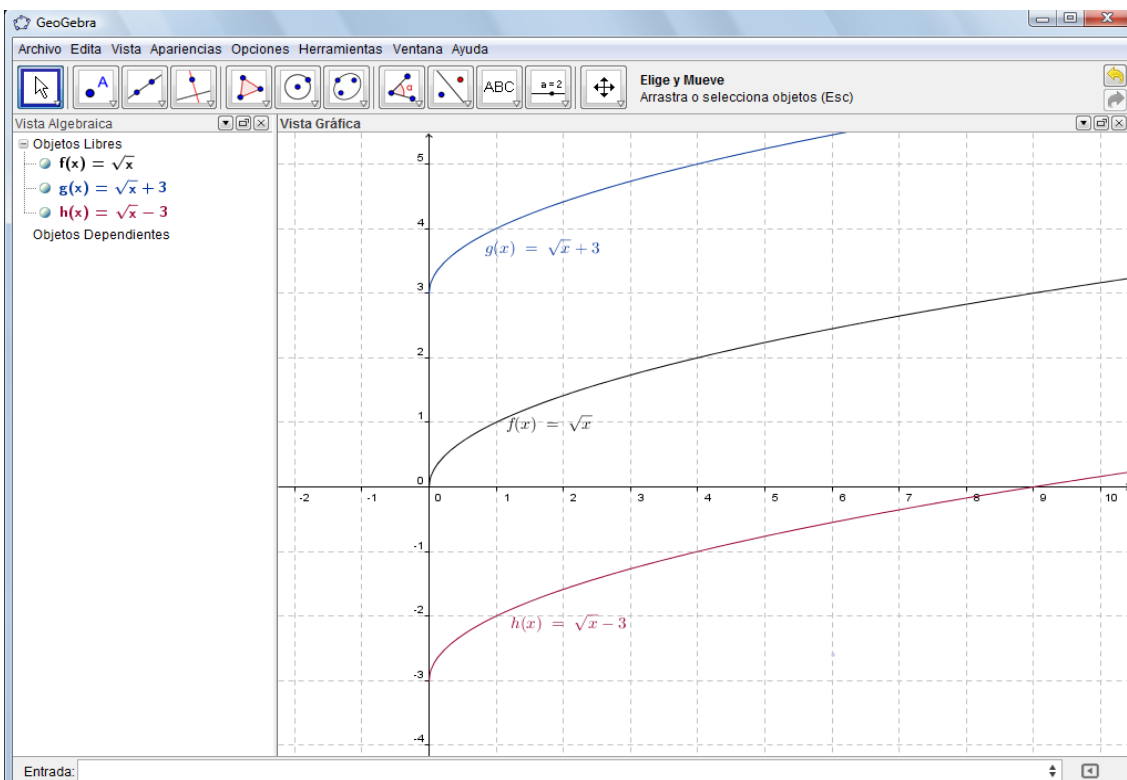 GeoGebra
Archivo Edita Vista Apariencias Opciones Herramientas Ventana Ayuda
A
α
ABC
a=2
Elige y Mueve
Arrastra o selecciona objetos (Esc)
Vista Algebraica
Objetos Libres
f(x) = √x
g(x) = √x + 3
h(x) = √x − 3
Objetos Dependientes
Vista Gráfica
5
4
g(x) = √x + 3
3
2
1
f(x) = √x
0
-2 -1 0 1 2 3 4 5 6 7 8 9 10
-1
-2
h(x) = √x − 3
-3
-4
Entrada: